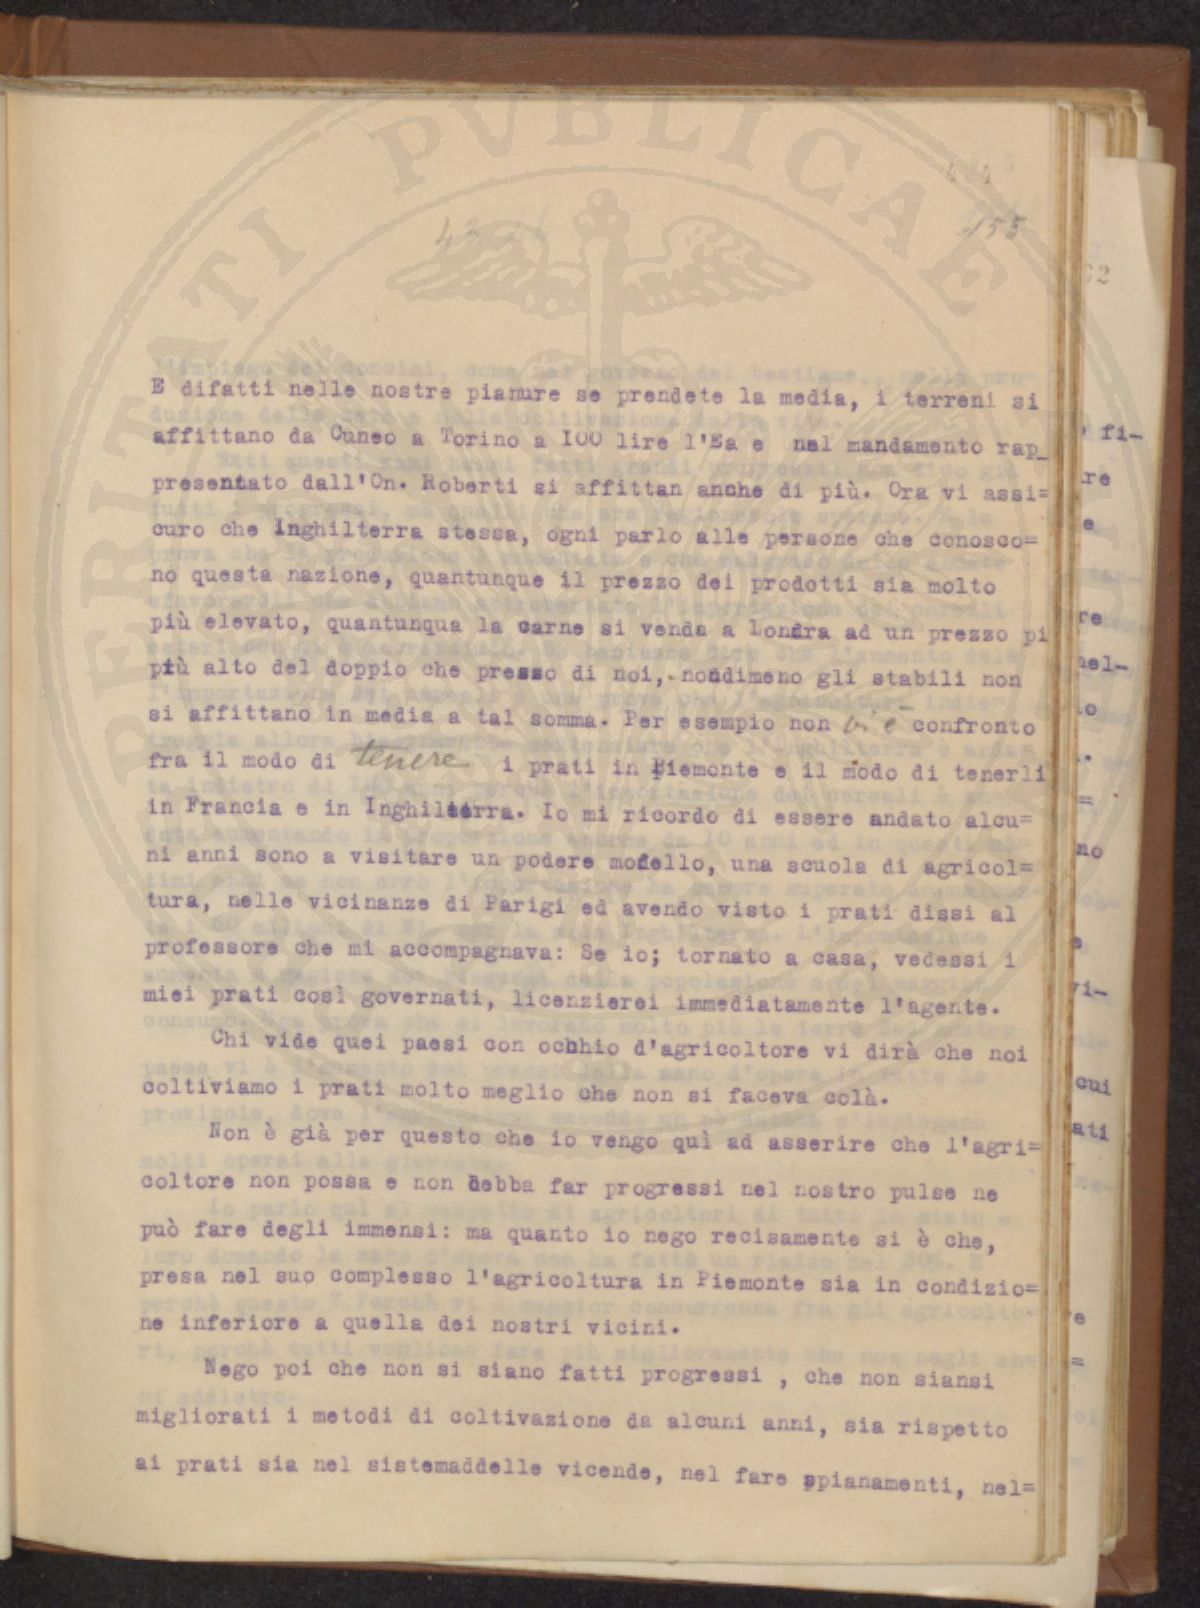 155
E difatti nelle nostre pianure se prendete la media, i terreni si
affittano da Cuneo a Torino a I00 lire l'Ea e nel mandamento rap_
presentato dall'On. Roberti si affittan anche di più. Ora vi assi=
curo che Inghilterra stessa, ogni parlo alle persone che conosco=
no questa nazione, quantunque il prezzo dei prodotti sia molto
più elevato, quantunqua la carne si venda a Londra ad un prezzo pi
più alto del doppio che presso di noi, nondimeno gli stabili non
si affittano in media a tal somma. Per esempio non vi è confronto
fra il modo di tenere i prati in Piemonte e il modo di tenerli
in Francia e in Inghilterra. Io mi ricordo di essere andato alcu=
ni anni sono a visitare un podere modello, una scuola di agricol=
tura, nelle vicinanze di Parigi ed avendo visto i prati dissi al
professore che mi accompagnava: Se io; tornato a casa, vedessi i
miei prati così governati, licenzierei immediatamente l'agente.
Chi vide quei paesi con occhio d'agricoltore vi dirà che noi
coltiviamo i prati molto meglio che non si faceva colà.
Non è già per questo che io vengo quì ad asserire che l'agri=
coltore non possa e non debba far progressi nel nostro pulse ne
può fare degli immensi: ma quanto io nego recisamente si è che,
presa nel suo complesso l'agricoltura in Piemonte sia in condizio=
ne inferiore a quella dei nostri vicini.
Nego poi che non si siano fatti progressi , che non siansi
migliorati i metodi di coltivazione da alcuni anni, sia rispetto
ai prati sia nel sistemaddelle vicende, nel fare spianamenti, nel=